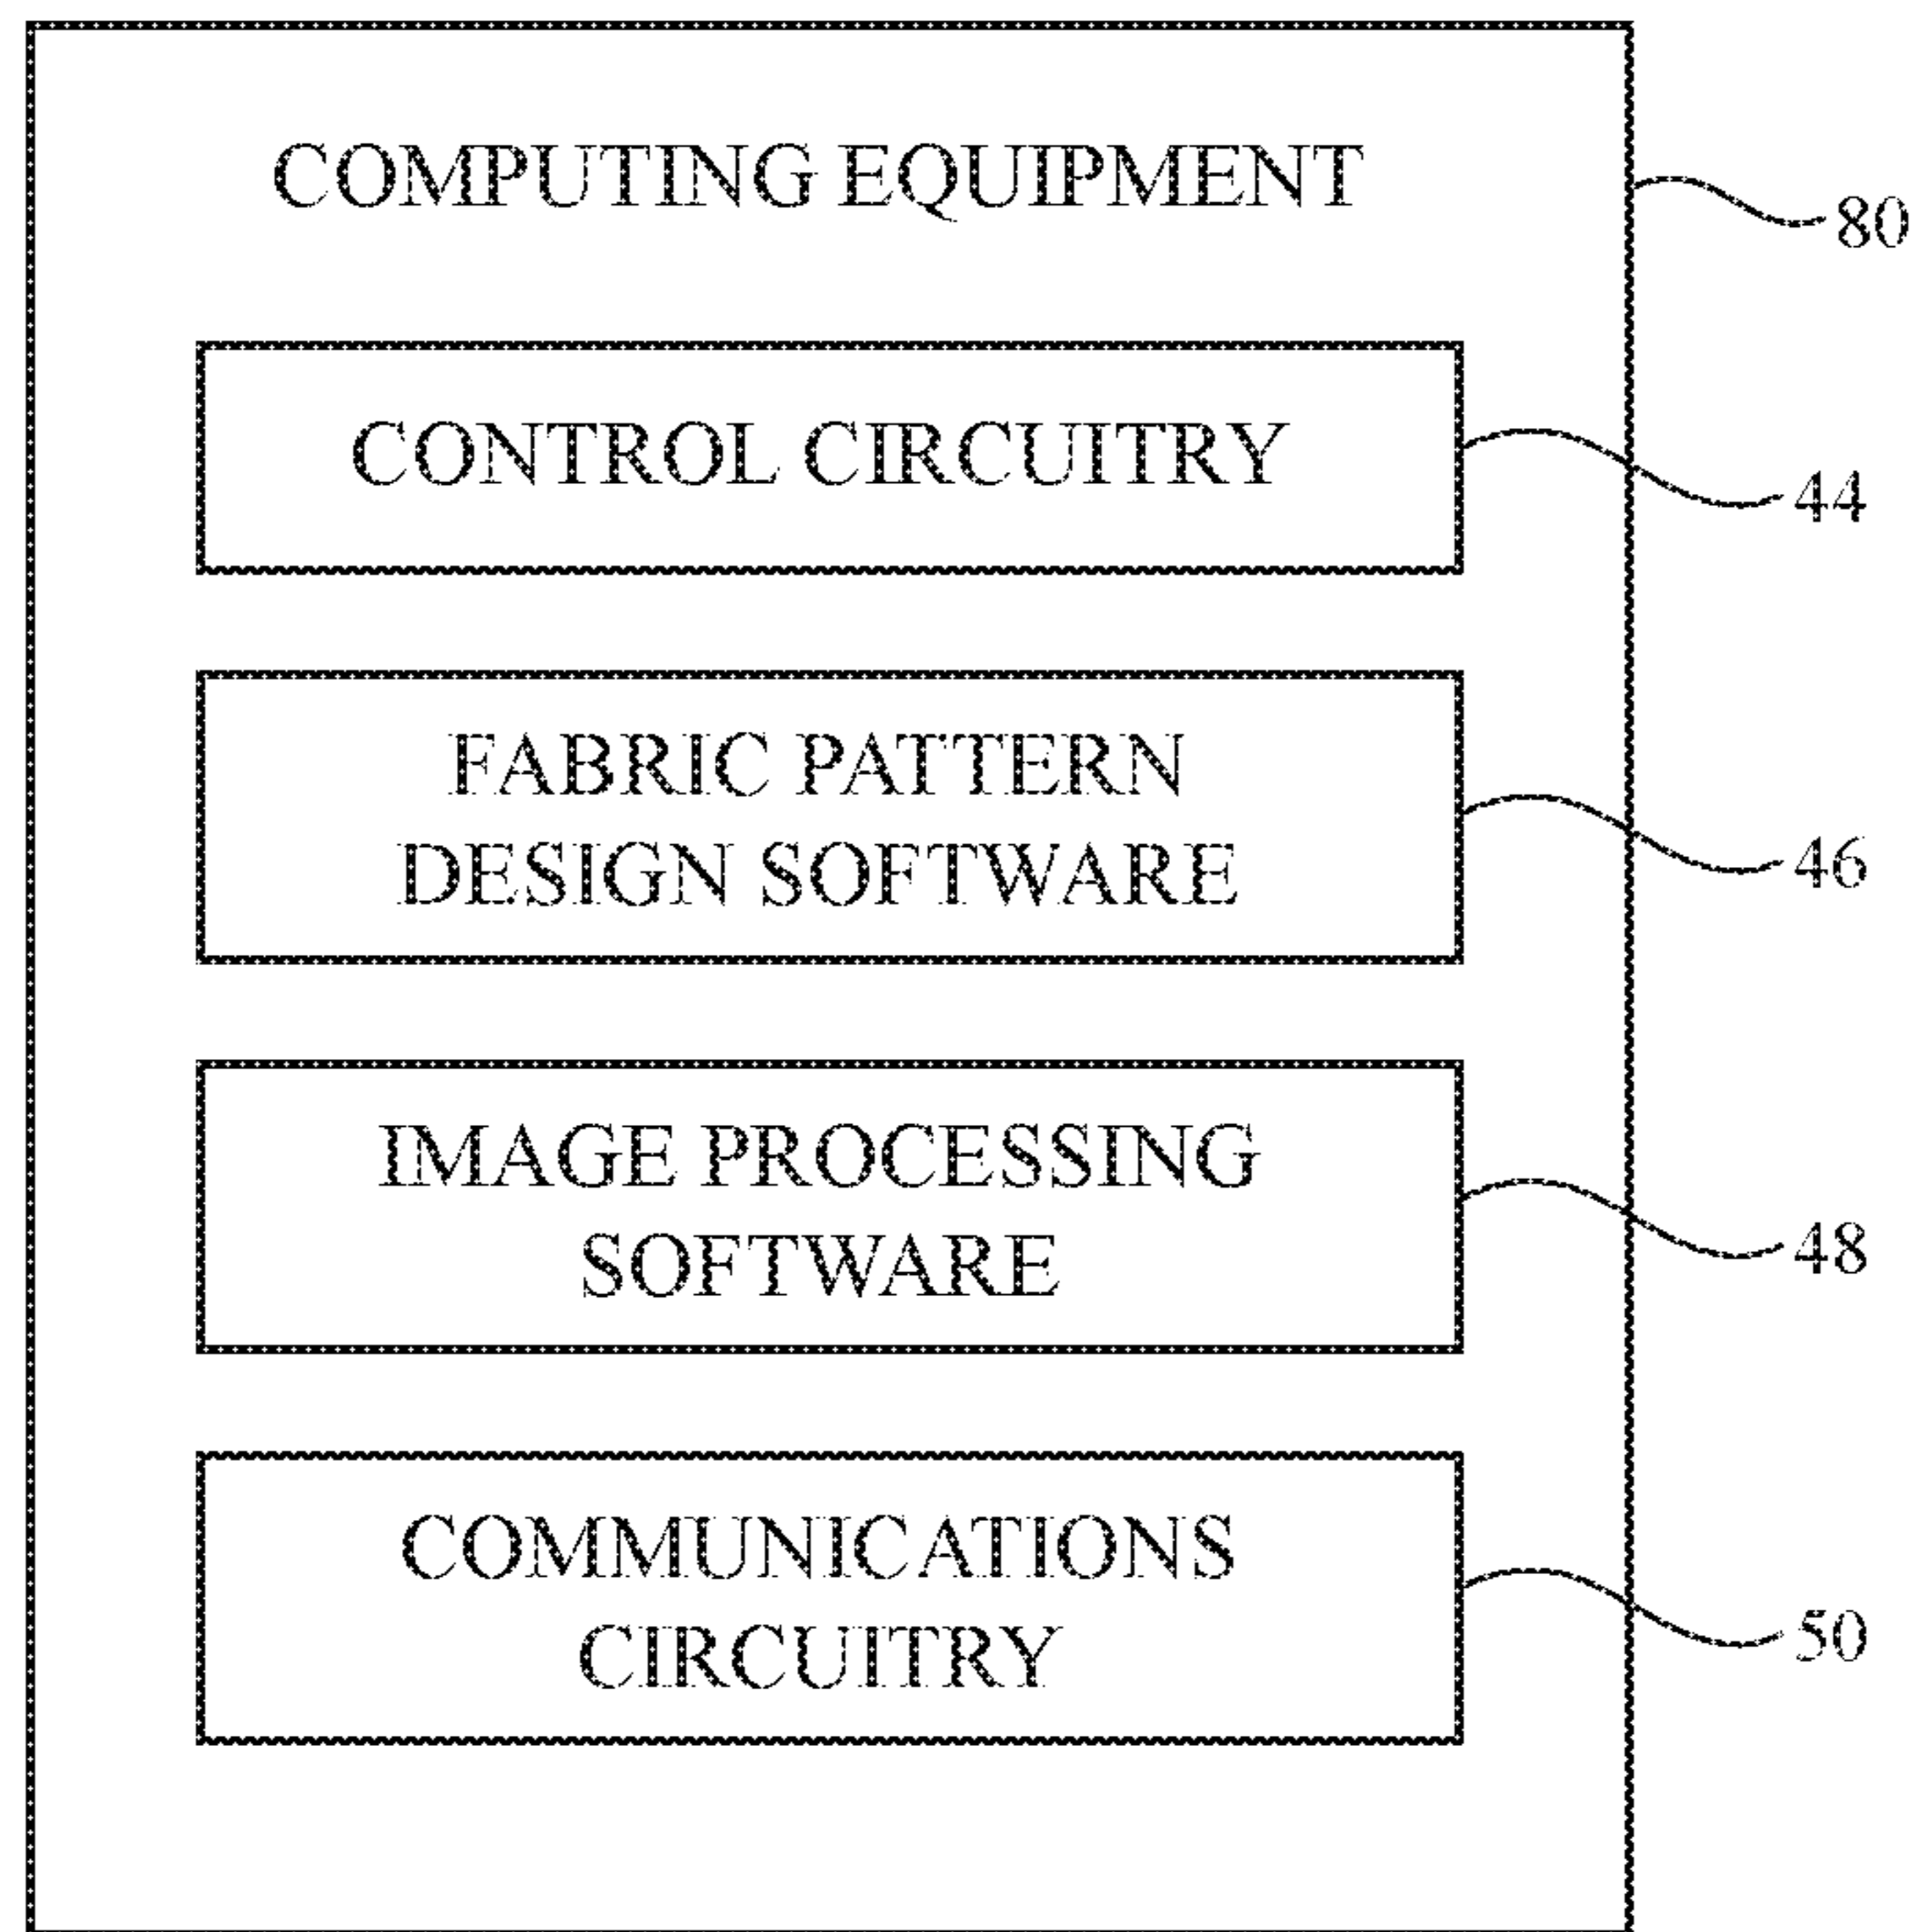 COMPUTING EQUIPMENT
80
CONTROL CIRCUITRY
44
FABRIC PATTERN
DESIGN SOFTWARE
46
IMAGE PROCESSING
SOFTWARE
48
COMMUNICATIONS
CIRCUITRY
50